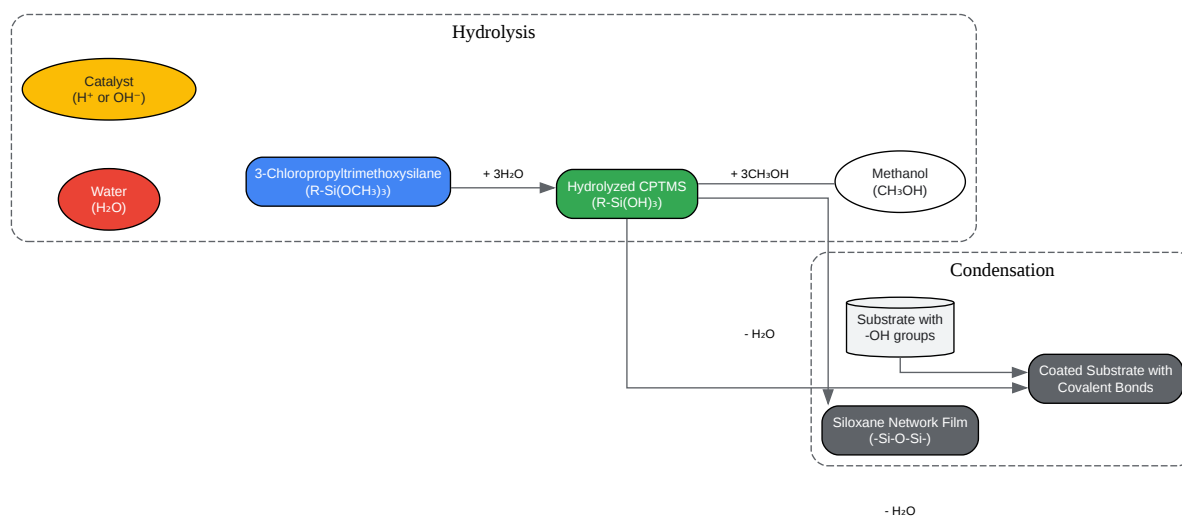 Hydrolysis
Catalyst
(H⁺ or OH⁻)
Water
(H₂O)
3-Chloropropyltrimethoxysilane
(R-Si(OCH₃)₃)
+ 3H₂O
Hydrolyzed CPTMS
(R-Si(OH)₃)
+ 3CH₃OH
Methanol
(CH₃OH)
Condensation
Substrate with
-OH groups
- H₂O
Coated Substrate with
Covalent Bonds
Siloxane Network Film
(-Si-O-Si-)
- H₂O